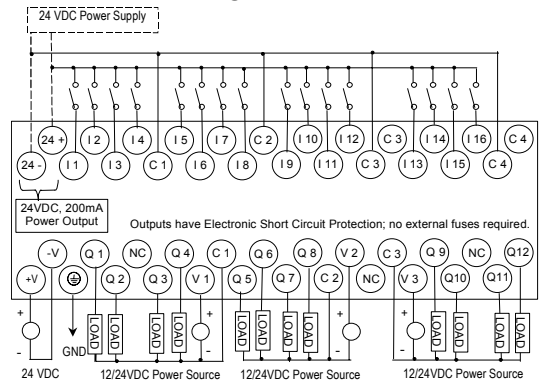 24 VDC Power Supply
24 + I 2 I 4 I 5 I 7 C 2 I 10 I 12 C 3 I 14 I 16 C 4
24 - I 1 I 3 C 1 I 6 I 8 I 9 I 11 C 3 I 13 I 15 C 4
24VDC, 200mA
Power Output
Outputs have Electronic Short Circuit Protection; no external fuses required.
-V Q 1 NC Q 4 C 1 Q 6 Q 8 V 2 C 3 Q 9 NC Q12
+V Q 2 Q 3 V 1 Q 5 Q 7 C 2 NC V 3 Q10 Q11
+ + + +
LOAD LOAD LOAD LOAD LOAD LOAD LOAD LOAD LOAD LOAD LOAD LOAD
- - - -
GND
24 VDC 12/24VDC Power Source 12/24VDC Power Source 12/24VDC Power Source